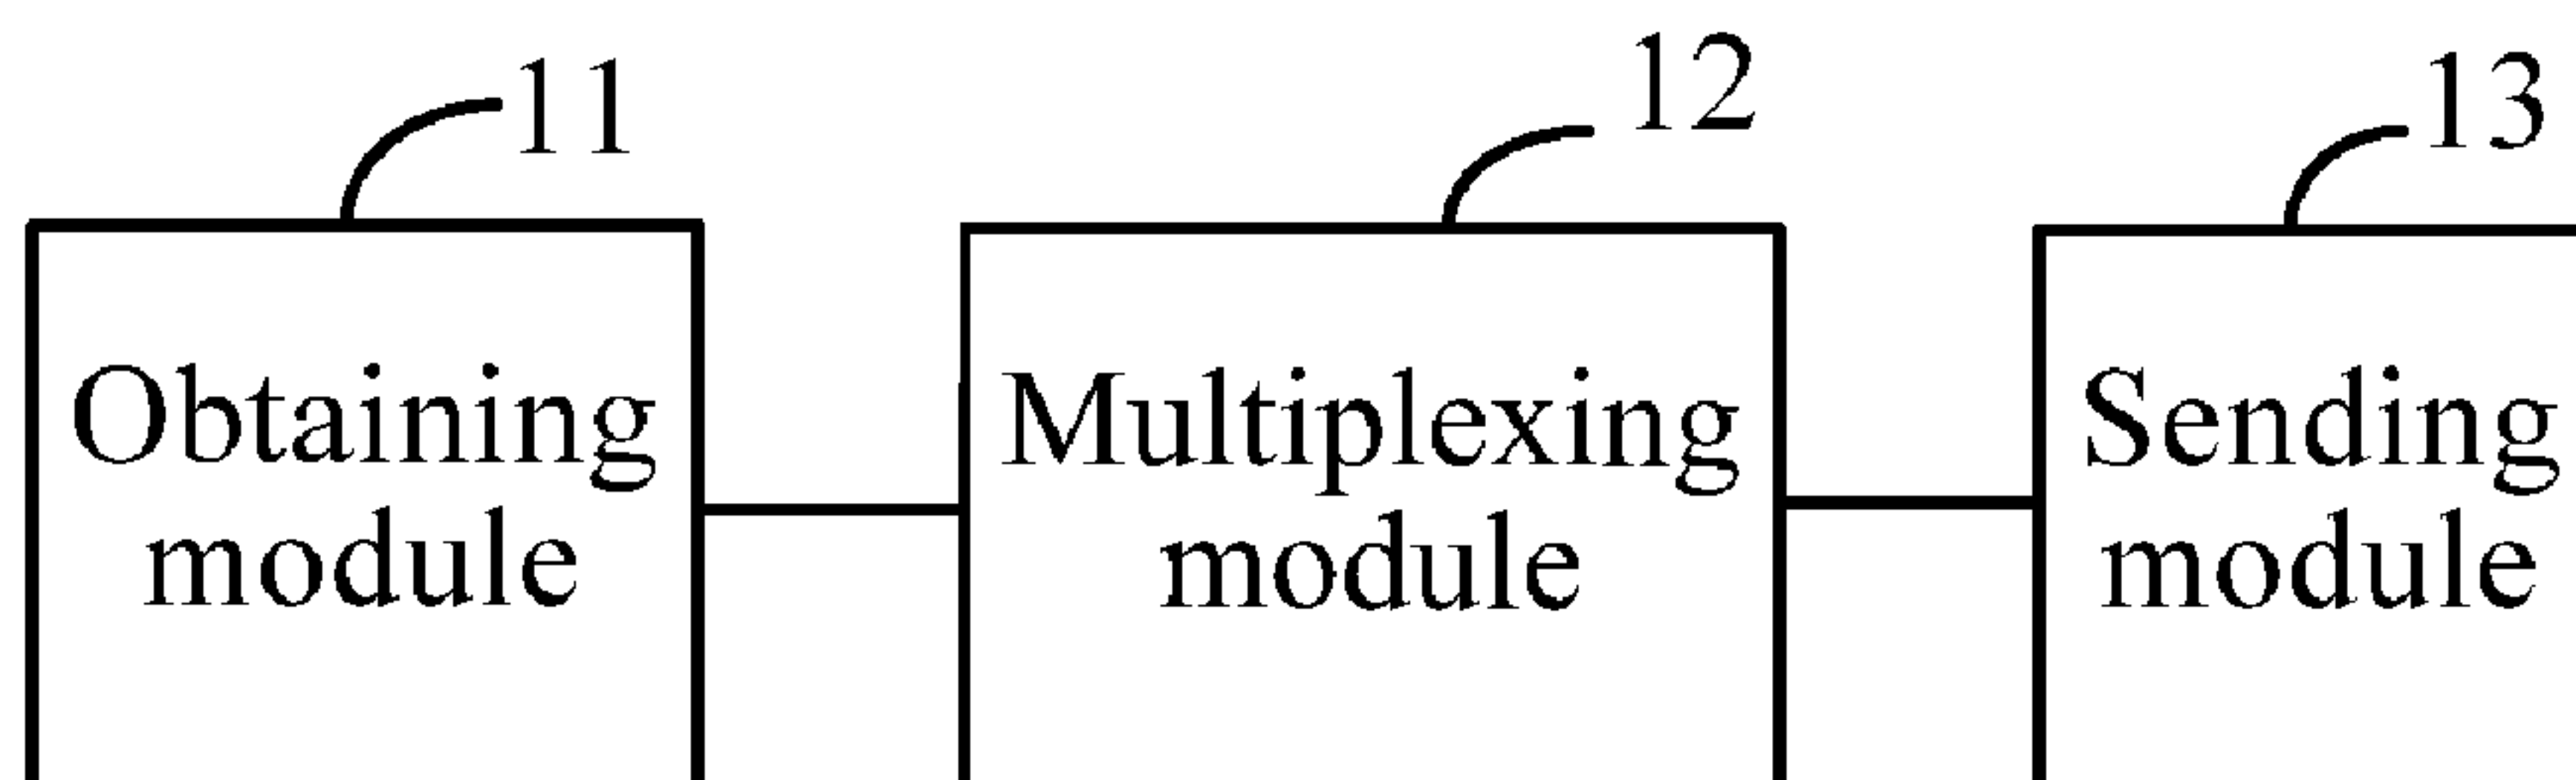 11
12
13
Obtaining
module
Multiplexing
module
Sending
module